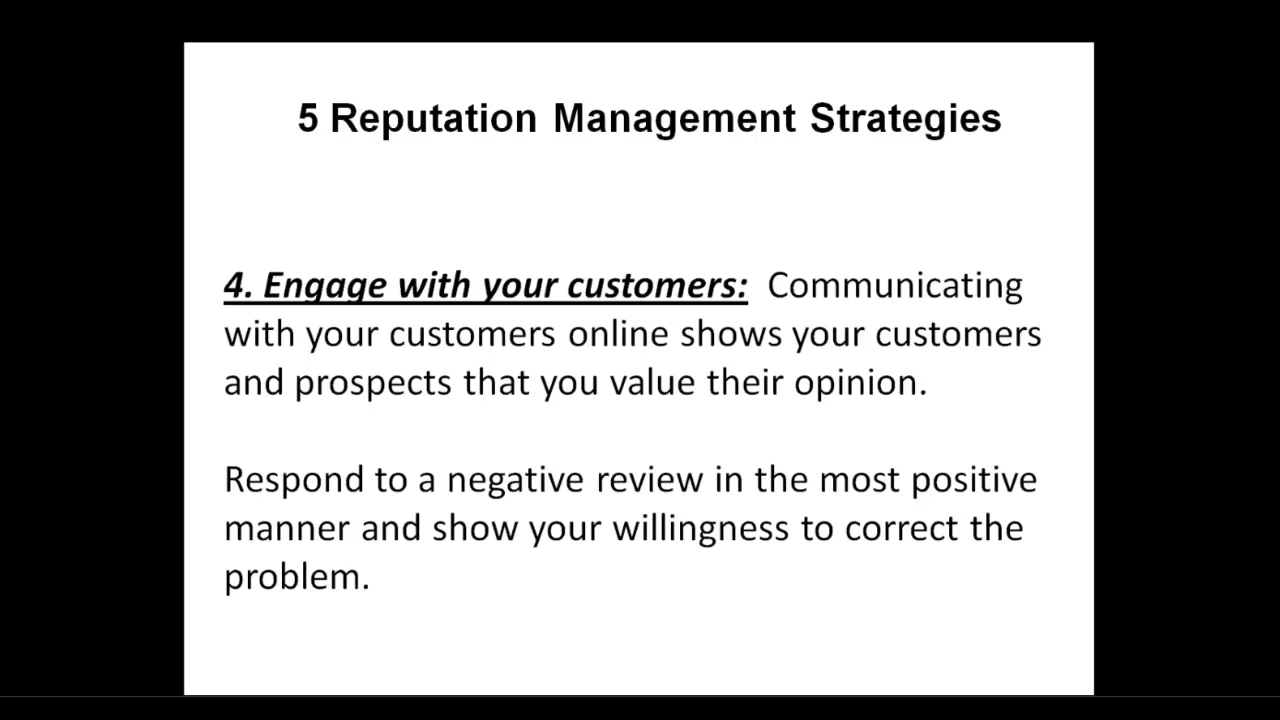 5 Reputation Management Strategies
4. Engage with your customers: Communicating
with your customers online shows your customers
and prospects that you value their opinion.
Respond to a negative review in the most positive
manner and show your willingness to correct the
problem.